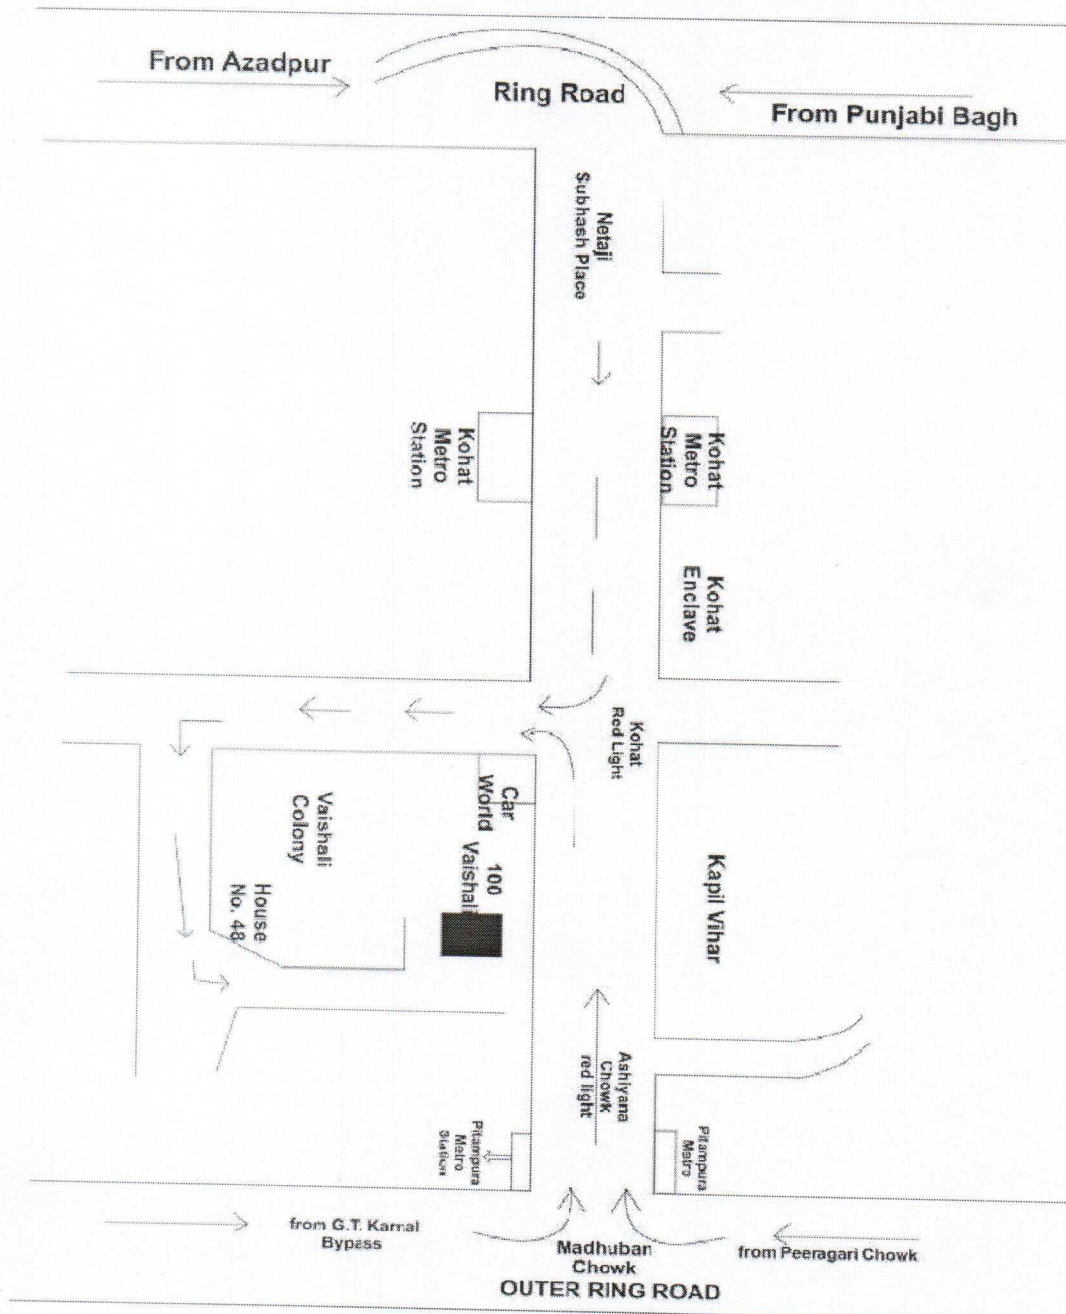 From Azadpur
Ring Road
From Punjabi Bagh
Netaji
Subhash Place
Kohat
Metro
Station
Kohat
Metro
Station
Kohat
Enclave
Kohat
Red Light
Car
World
100
Vaishali
Vaishali
Colony
House
No. 48
Kapil Vihar
Ashiyana
Chowk
red light
Pitampura
Metro
Station
Pitampura
Metro
from G.T. Karnal
Bypass
Madhuban
Chowk
from Peeragari Chowk
OUTER RING ROAD